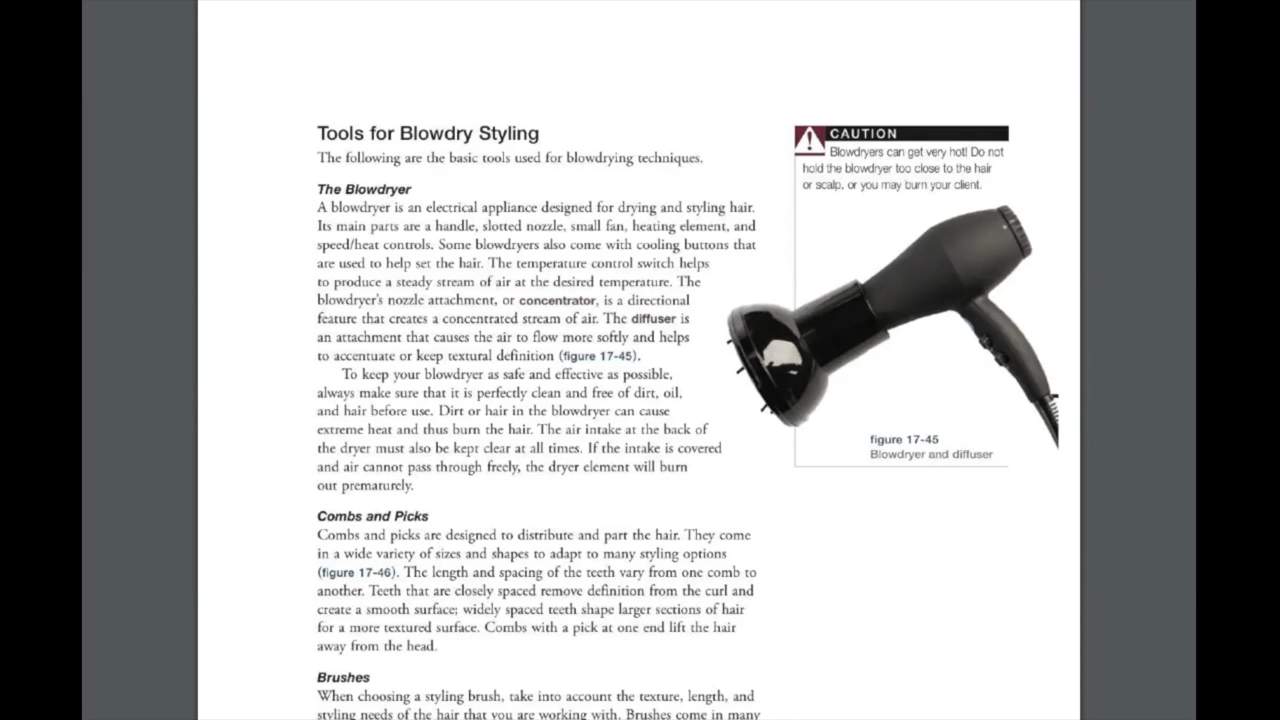 Tools for Blowdry Styling
The following are the basic tools used for blowdrying techniques.
The Blowdryer
A blowdryer is an electrical appliance designed for drying and styling hair.
Its main parts are a handle, slotted nozzle, small fan, heating element, and
speed/heat controls. Some blowdryers also come with cooling buttons that
are used to help set the hair. The temperature control switch helps
to produce a steady stream of air at the desired temperature. The
blowdryer's nozzle attachment, or concentrator, is a directional
feature that creates a concentrated stream of air. The diffuser is
an attachment that causes the air to flow more softly and helps
to accentuate or keep textural definition (figure 17-45).
To keep your blowdryer as safe and effective as possible,
always make sure that it is perfectly clean and free of dirt, oil,
and hair before use. Dirt or hair in the blowdryer can cause
extreme heat and thus burn the hair. The air intake at the back of
the dryer must also be kept clear at all times. If the intake is covered
and air cannot pass through freely, the dryer element will burn
out prematurely.
Combs and Picks
Combs and picks are designed to distribute and part the hair. They come
in a wide variety of sizes and shapes to adapt to many styling options
(figure 17-46). The length and spacing of the teeth vary from one comb to
another. Teeth that are closely spaced remove definition from the curl and
create a smooth surface; widely spaced teeth shape larger sections of hair
for a more textured surface. Combs with a pick at one end lift the hair
away from the head.
Brushes
When choosing a styling brush, take into account the texture, length, and
styling needs of the hair that you are working with. Brushes come in many
CAUTION
Blowdryers can get very hot! Do not
hold the blowdryer too close to the hair
or scalp, or you may burn your client.
figure 17-45
Blowdryer and diffuser